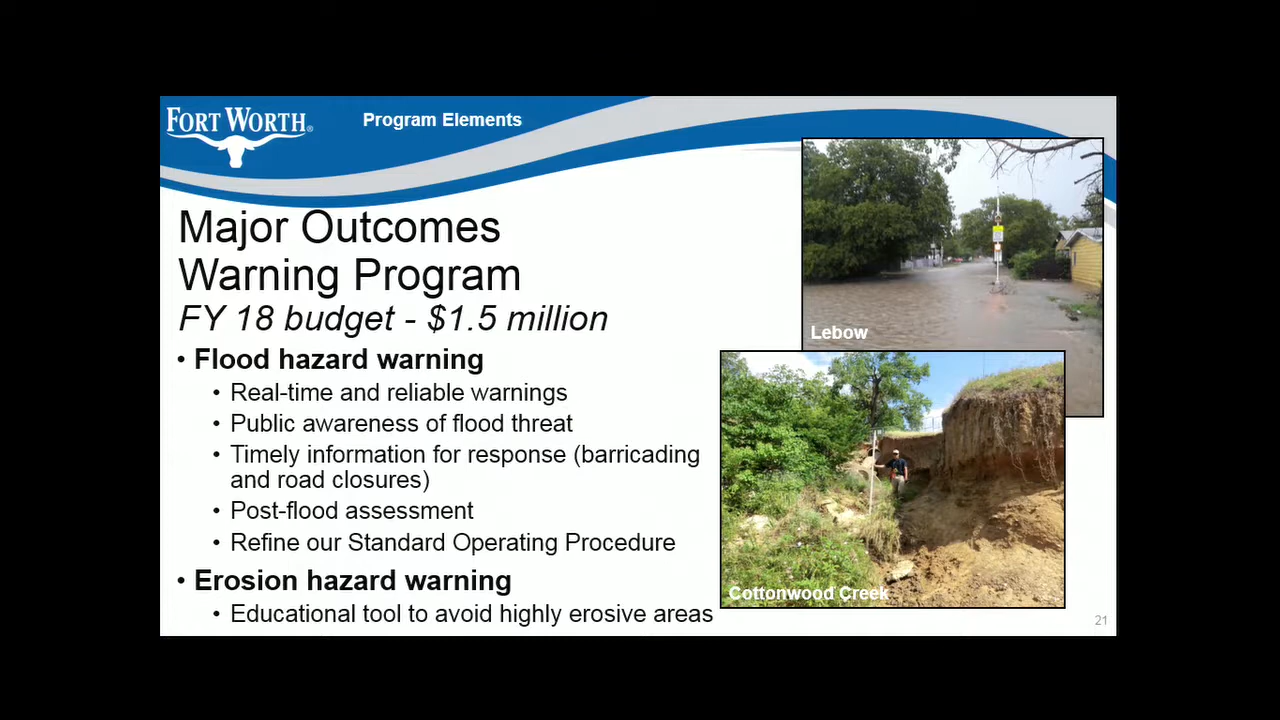 FORT WORTH®
Program Elements
Major Outcomes
Warning Program
FY 18 budget - $1.5 million
• Flood hazard warning
• Real-time and reliable warnings
• Public awareness of flood threat
• Timely information for response (barricading
and road closures)
• Post-flood assessment
• Refine our Standard Operating Procedure
• Erosion hazard warning
• Educational tool to avoid highly erosive areas
Lebow
Cottonwood Creek
21